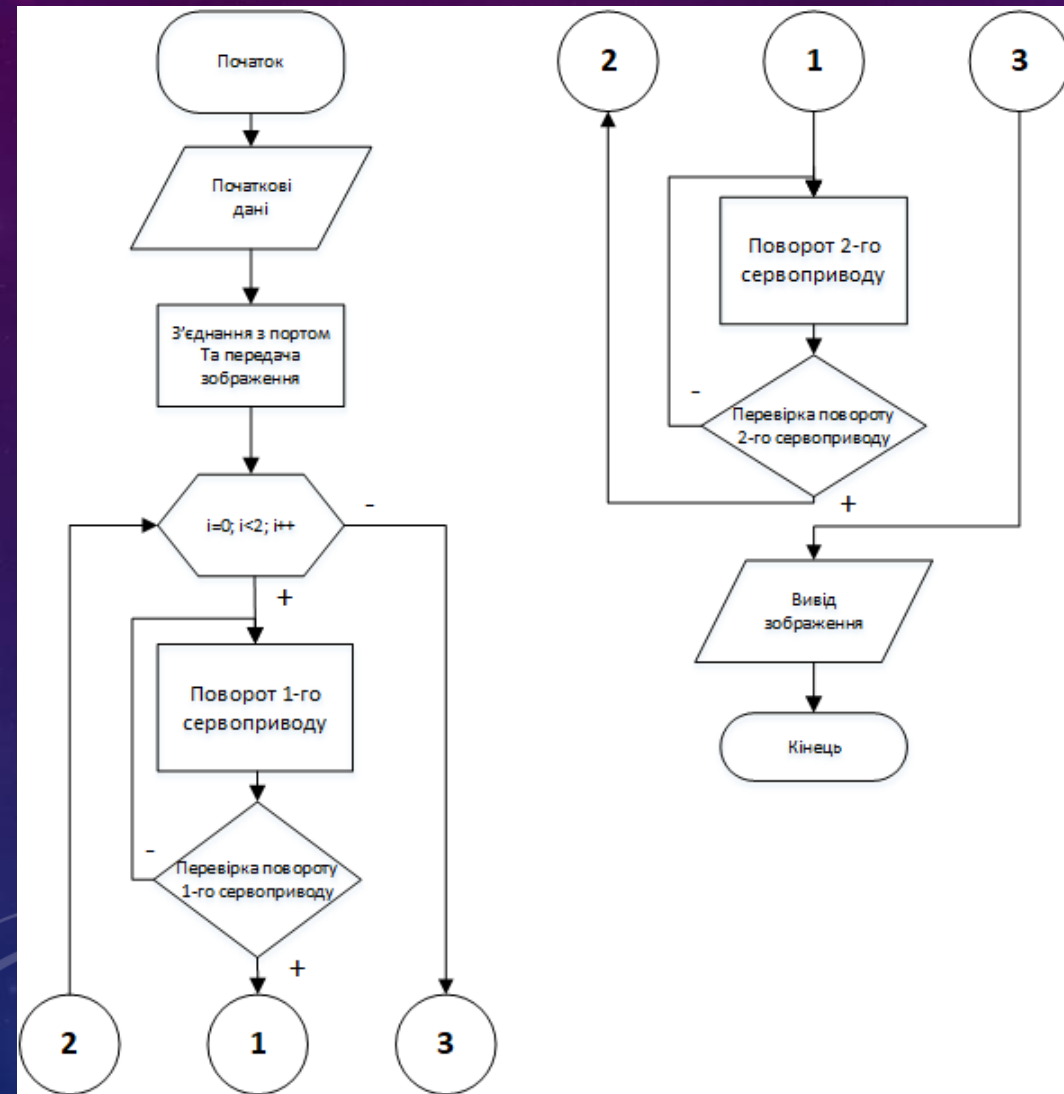 Початок
Початкові
дані
З'єднання з портом
Та передача
зображення
i=0; i<2; i++
-
+
Поворот 1-го
сервоприводу
-
Перевірка повороту
1-го сервоприводу
+
2
1
3
2
1
3
Поворот 2-го
сервоприводу
-
Перевірка повороту
2-го сервоприводу
+
Вивід
зображення
Кінець